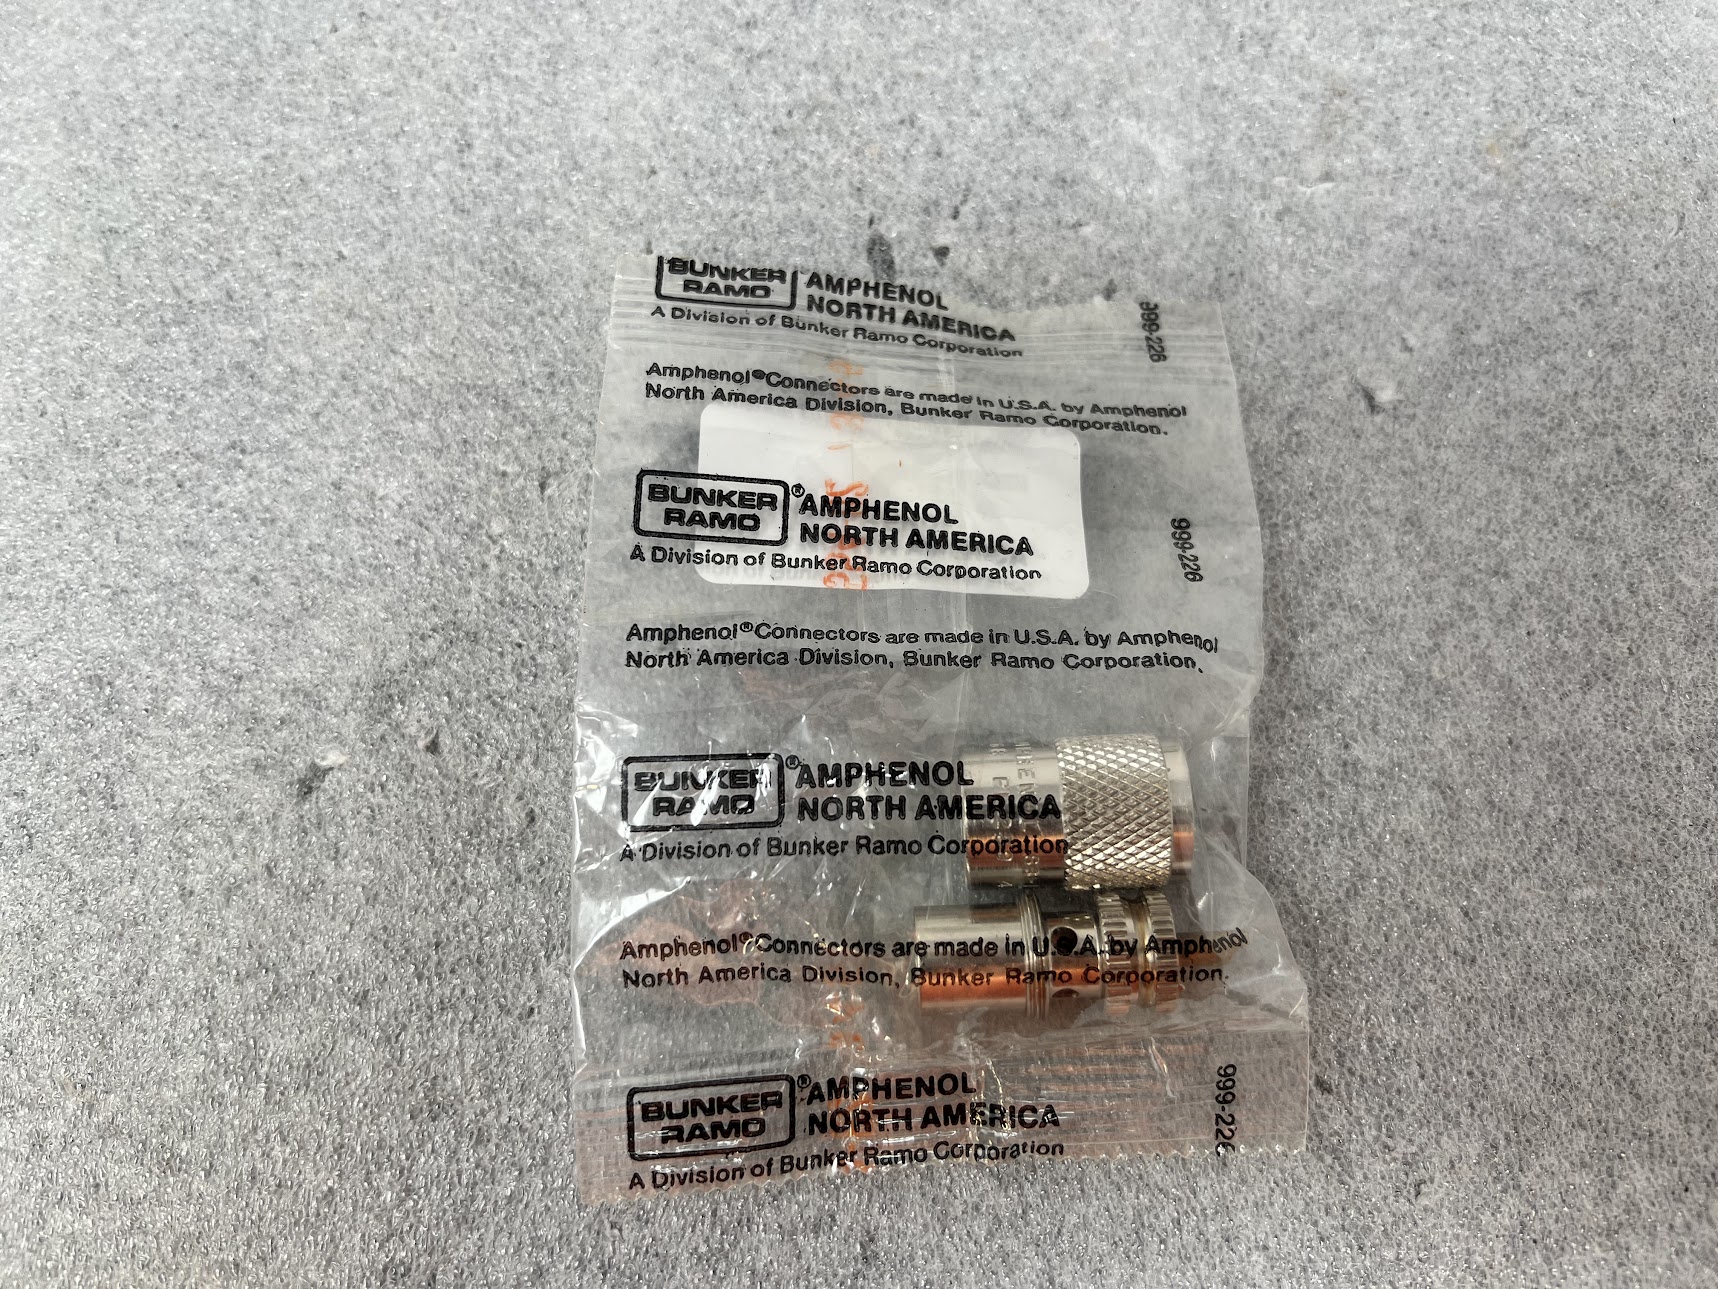 BUNKER
RAMO
AMPHENOL
NORTH AMERICA
A Division of Bunker Ramo Corporation
999-226
Amphenol® Connectors are made in U.S.A. by Amphenol
North America Division, Bunker Ramo Corporation.
BUNKER
RAMO
®AMPHENOL
NORTH AMERICA
A Division of Bunker Ramo Corporation
999-226
Amphenol® Connectors are made in U.S.A. by Amphenol
North America Division, Bunker Ramo Corporation.
BUNKER
RAMO
®AMPHENOL
NORTH AMERICA
A Division of Bunker Ramo Corporation
Amphenol® Connectors are made in U.S.A. by Amphenol
North America Division, Bunker Ramo Corporation.
BUNKER
RAMO
®AMPHENOL
NORTH AMERICA
A Division of Bunker Ramo Corporation
999-226